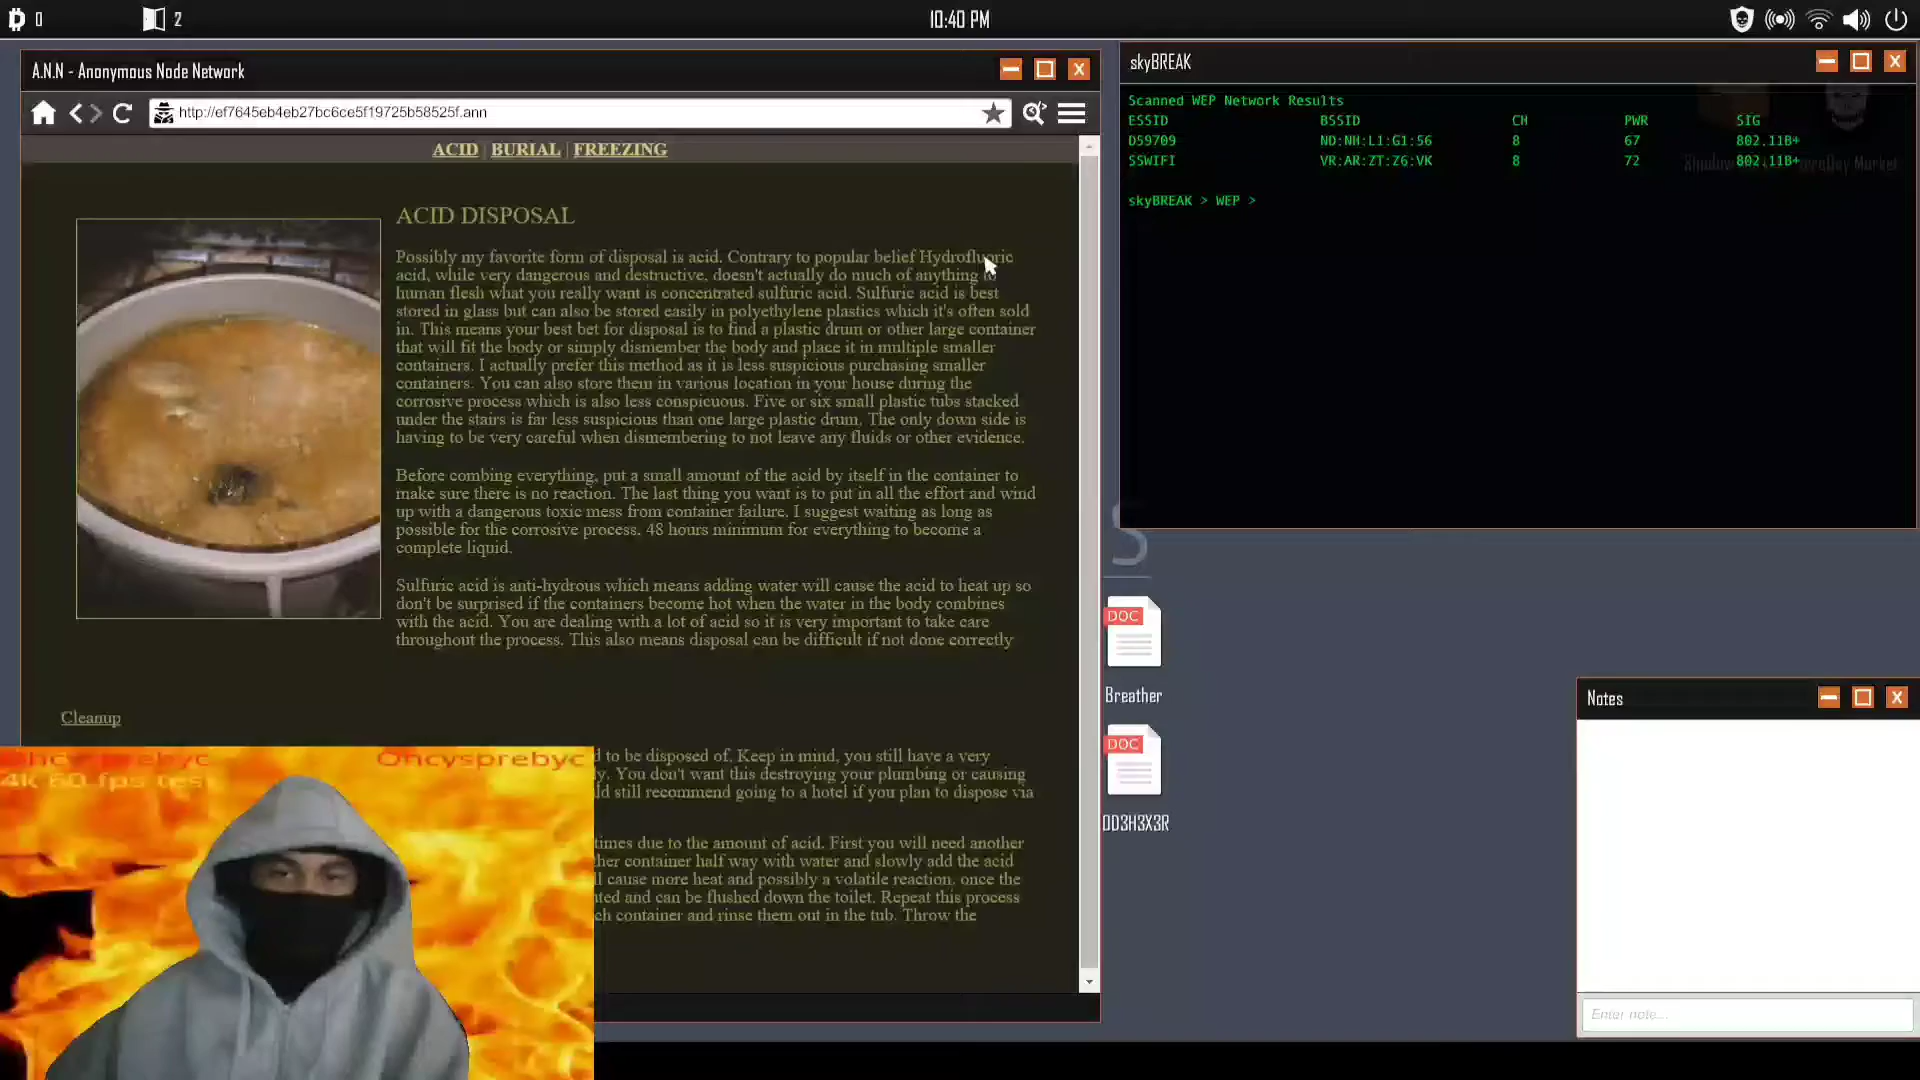 0
2
10:40 PM
A.N.N - Anonymous Node Network
http://ef7645eb4eb27bc6ce5f19725b58525f.ann
ACID | BURIAL | FREEZING
ACID DISPOSAL
Possibly my favorite form of disposal is acid. Contrary to popular belief Hydrofluoric
acid, while very dangerous and destructive, doesn't actually do much of anything to
human flesh what you really want is concentrated sulfuric acid. Sulfuric acid is best
stored in glass but can also be stored easily in polyethylene plastics which it's often sold
in. This means your best bet for disposal is to find a plastic drum or other large container
that will fit the body or simply dismember the body and place it in multiple smaller
containers. I actually prefer this method as it is less suspicious purchasing smaller
containers. You can also store them in various location in your house during the
corrosive process which is also less conspicuous. Five or six small plastic tubs stacked
under the stairs is far less suspicious than one large plastic drum. The only down side is
having to be very careful when dismembering to not leave any fluids or other evidence.
Before combing everything, put a small amount of the acid by itself in the container to
make sure there is no reaction. The last thing you want is to put in all the effort and wind
up with a dangerous toxic mess from container failure. I suggest waiting as long as
possible for the corrosive process. 48 hours minimum for everything to become a
complete liquid.
Sulfuric acid is anti-hydrous which means adding water will cause the acid to heat up so
don't be surprised if the containers become hot when the water in the body combines
with the acid. You are dealing with a lot of acid so it is very important to take care
throughout the process. This also means disposal can be difficult if not done correctly
Cleanup
d to be disposed of. Keep in mind, you still have a very
ly. You don't want this destroying your plumbing or causing
ld still recommend going to a hotel if you plan to dispose via
times due to the amount of acid. First you will need another
her container half way with water and slowly add the acid
ll cause more heat and possibly a volatile reaction. once the
ted and can be flushed down the toilet. Repeat this process
ch container and rinse them out in the tub. Throw the
Ohcysprebyc
4k 60 fps test
Ohcysprebyc
skyBREAK
Scanned WEP Network Results
ESSID BSSID CH PWR SIG
D59709 ND:NH:L1:G1:56 8 67 802.11B+
SSWIFI VR:AR:ZT:Z6:VK 8 72 802.11B+
skyBREAK > WEP >
DOC
Breather
DOC
0D3H3X3R
Notes
Enter note...